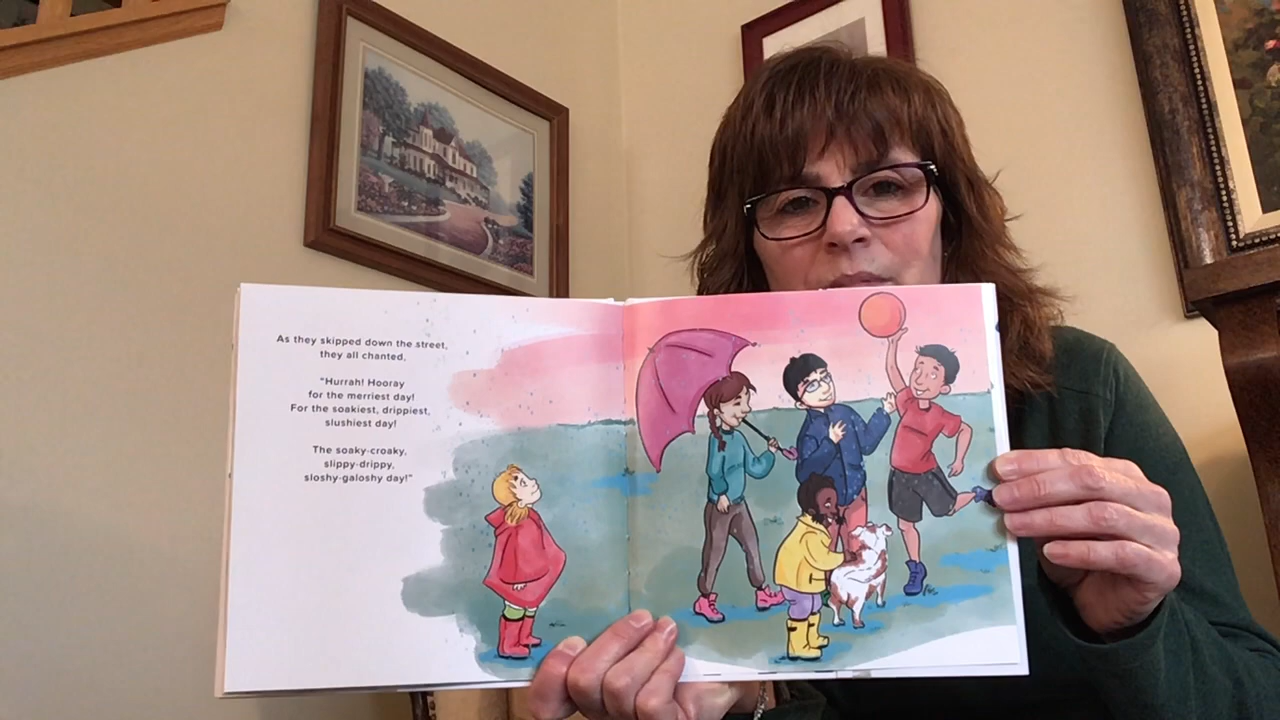 As they skipped down the street,
they all chanted,
"Hurrah! Hooray
for the merriest day!
For the soakiest, drippiest,
slushiest day!
The soaky-croaky,
slippy-drippy,
sloshy-galoshy day!"